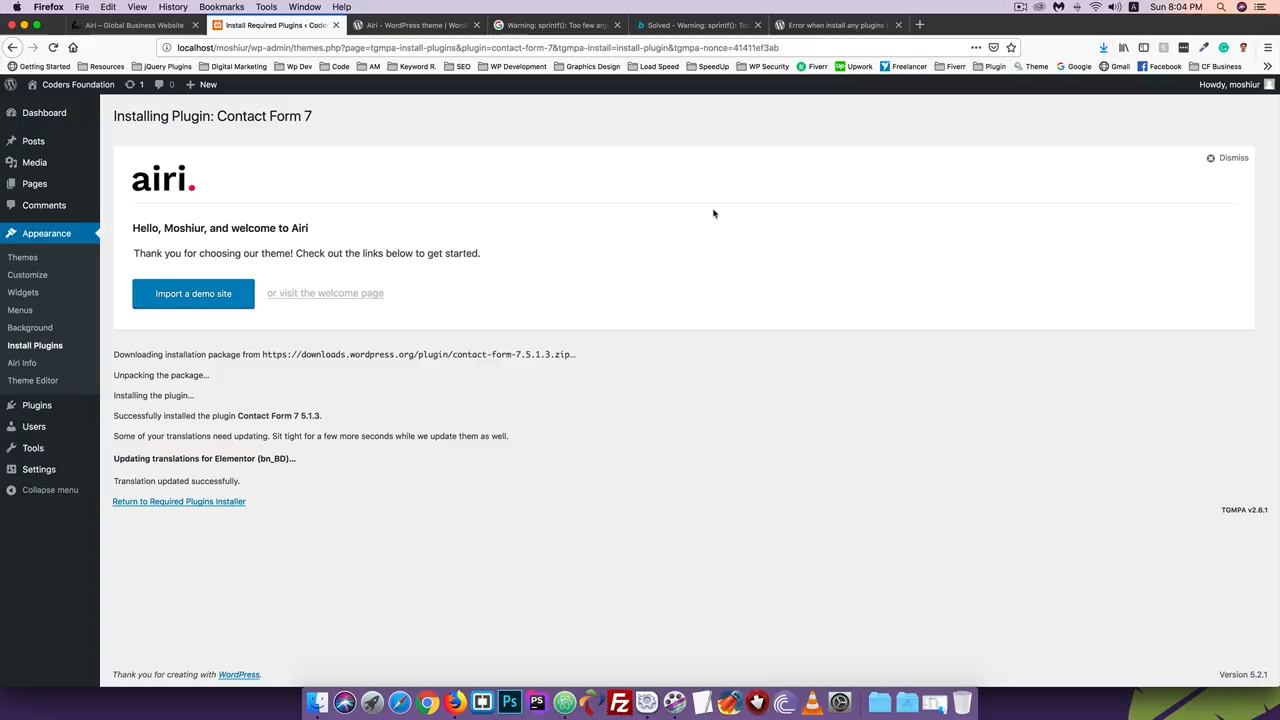 Firefox File Edit View History Bookmarks Tools Window Help
Sun 8:04 PM
Airi – Global Business Website
Install Required Plugins ‹ Code
Airi - WordPress theme | Word
Warning: sprintf(): Too few argu
Solved - Warning: sprintf(): Too
Error when install any plugins |
localhost/moshiur/wp-admin/themes.php?page=tgmpa-install-plugins&plugin=contact-form-7&tgmpa-install=install-plugin&tgmpa-nonce=41411ef3ab
Getting Started Resources jQuery Plugins Digital Marketing Wp Dev Code AM Keyword R. SEO WP Development Graphics Design Load Speed SpeedUp WP Security Fiverr Upwork Freelancer Fiverr Plugin Theme Google Gmail Facebook CF Business
Coders Foundation 1 0 New
Howdy, moshiur
Dashboard
Posts
Media
Pages
Comments
Appearance
Themes
Customize
Widgets
Menus
Background
Install Plugins
Airi Info
Theme Editor
Plugins
Users
Tools
Settings
Collapse menu
Installing Plugin: Contact Form 7
Dismiss
airi.
Hello, Moshiur, and welcome to Airi
Thank you for choosing our theme! Check out the links below to get started.
Import a demo site
or visit the welcome page
Downloading installation package from https://downloads.wordpress.org/plugin/contact-form-7.5.1.3.zip…
Unpacking the package…
Installing the plugin…
Successfully installed the plugin Contact Form 7 5.1.3.
Some of your translations need updating. Sit tight for a few more seconds while we update them as well.
Updating translations for Elementor (bn_BD)…
Translation updated successfully.
Return to Required Plugins Installer
TGMPA v2.6.1
Thank you for creating with WordPress.
Version 5.2.1
Ps
PS
FZ